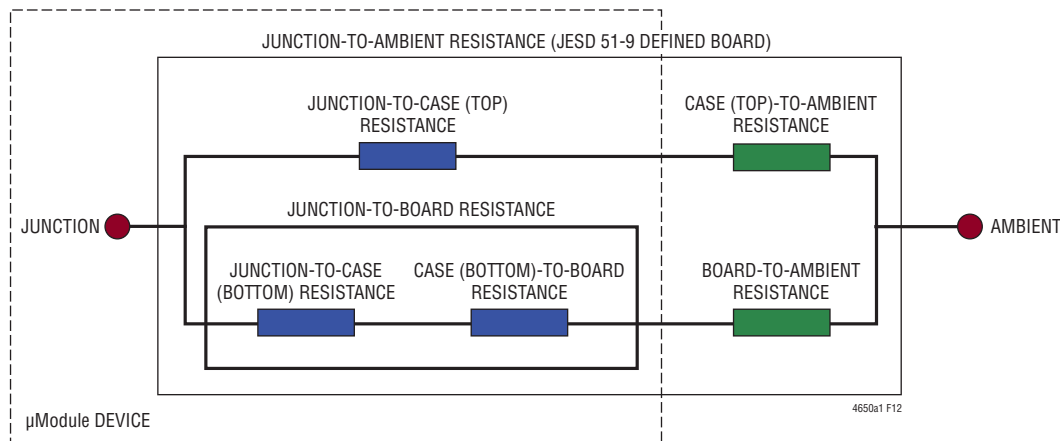 JUNCTION-TO-AMBIENT RESISTANCE (JESD 51-9 DEFINED BOARD)
JUNCTION-TO-CASE (TOP)
RESISTANCE
CASE (TOP)-TO-AMBIENT
RESISTANCE
JUNCTION
AMBIENT
JUNCTION-TO-BOARD RESISTANCE
JUNCTION-TO-CASE
(BOTTOM) RESISTANCE
CASE (BOTTOM)-TO-BOARD
RESISTANCE
BOARD-TO-AMBIENT
RESISTANCE
4650a1 F12
µModule DEVICE